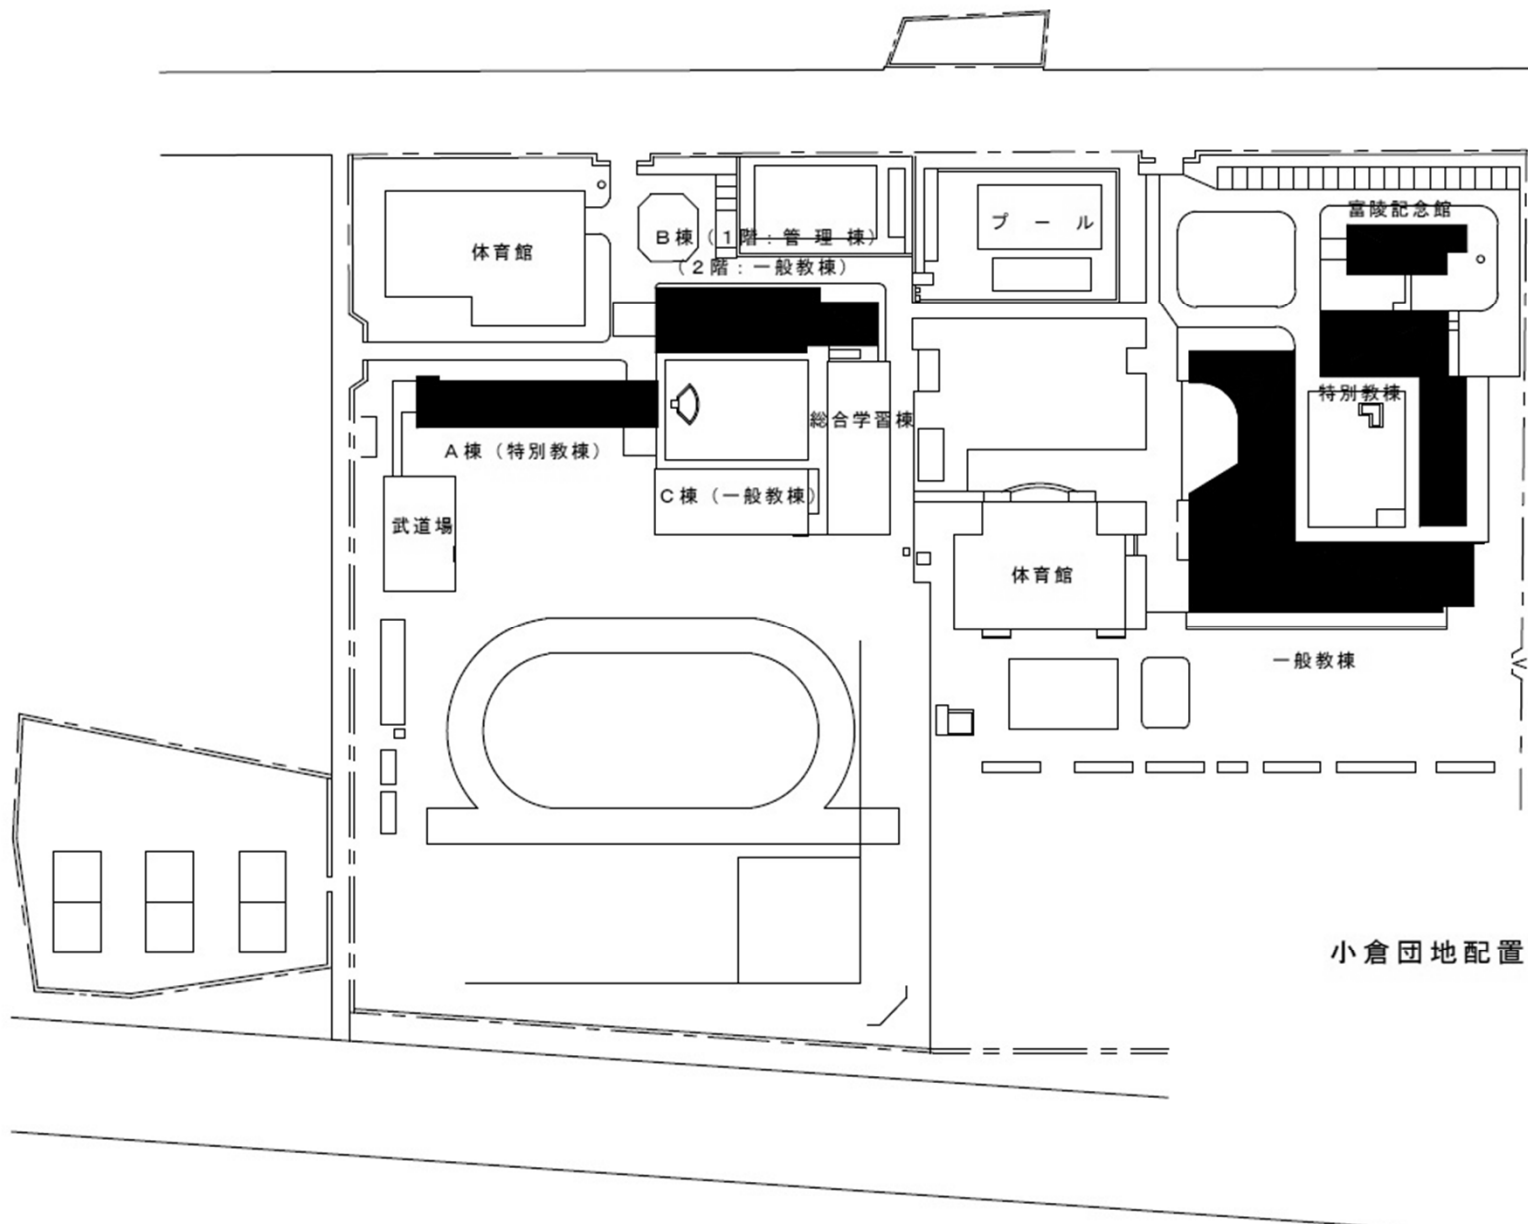 富陵記念館
プール
B棟（1階：管理棟）
（2階：一般教棟）
体育館
特別教棟
総合学習棟
A棟（特別教棟）
C棟（一般教棟）
武道場
体育館
一般教棟
小倉団地配置